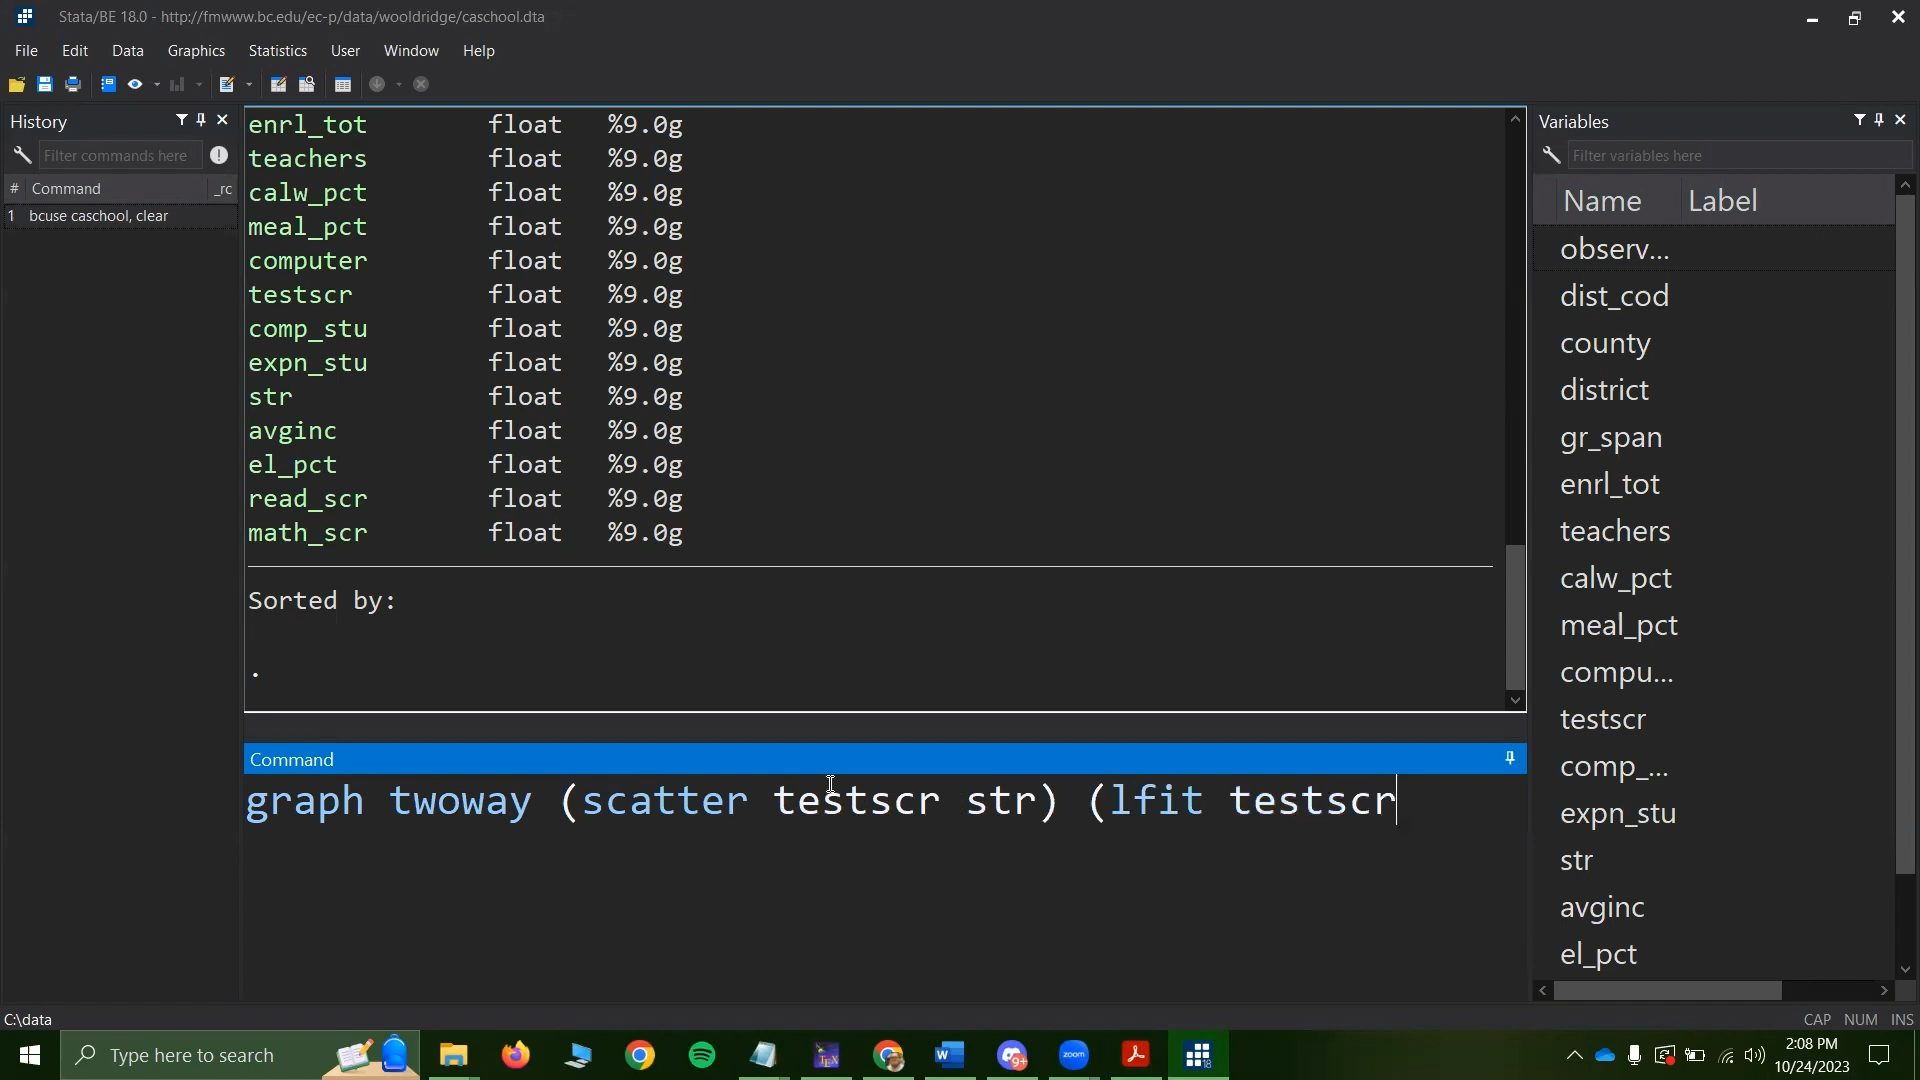 Stata/BE 18.0 - http://fmwww.bc.edu/ec-p/data/wooldridge/caschool.dta
File Edit Data Graphics Statistics User Window Help
History
Filter commands here
# Command _rc
1 bcuse caschool, clear
enrl_tot float %9.0g
teachers float %9.0g
calw_pct float %9.0g
meal_pct float %9.0g
computer float %9.0g
testscr float %9.0g
comp_stu float %9.0g
expn_stu float %9.0g
str float %9.0g
avginc float %9.0g
el_pct float %9.0g
read_scr float %9.0g
math_scr float %9.0g
Sorted by:
.
Command
graph twoway (scatter testscr str) (lfit testscr
Variables
Filter variables here
Name Label
observ...
dist_cod
county
district
gr_span
enrl_tot
teachers
calw_pct
meal_pct
compu...
testscr
comp_...
expn_stu
str
avginc
el_pct
C:\data
CAP NUM INS
Type here to search
TEX
W
9+
zoom
18
2:08 PM
10/24/2023